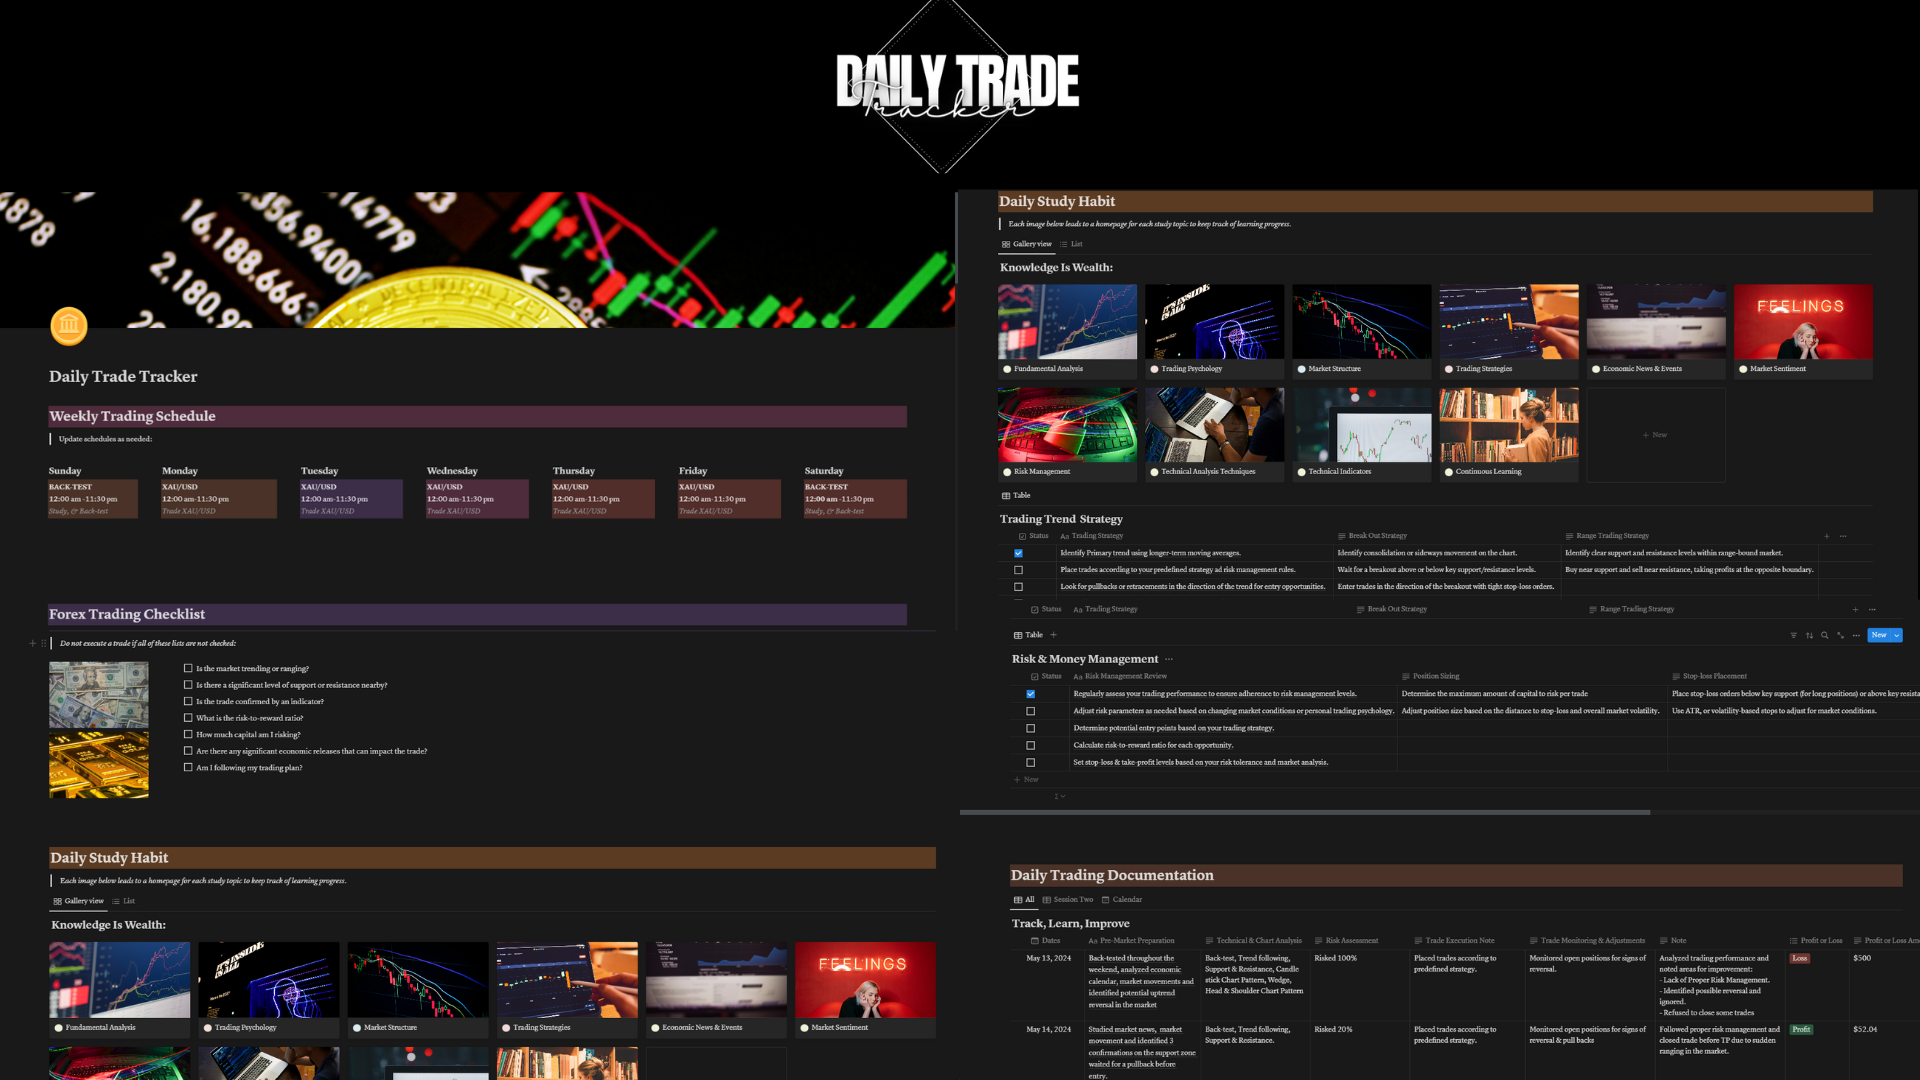 DAILY TRADE
Tracker
4878
16,188.6663
356.9400
14779
33
2,180.9
DECENTRALIZED
Daily Trade Tracker
Weekly Trading Schedule
Update schedules as needed:
Sunday
BACK-TEST
12:00 am -11:30 pm
Study, & Back-test
Monday
XAU/USD
12:00 am-11:30 pm
Trade XAU/USD
Tuesday
XAU/USD
12:00 am-11:30 pm
Trade XAU/USD
Wednesday
XAU/USD
12:00 am-11:30 pm
Trade XAU/USD
Thursday
XAU/USD
12:00 am-11:30 pm
Trade XAU/USD
Friday
XAU/USD
12:00 am-11:30 pm
Trade XAU/USD
Saturday
BACK-TEST
12:00 am -11:30 pm
Study, & Back-test
Forex Trading Checklist
Do not execute a trade if all of these lists are not checked:
Is the market trending or ranging?
Is there a significant level of support or resistance nearby?
Is the trade confirmed by an indicator?
What is the risk-to-reward ratio?
How much capital am I risking?
Are there any significant economic releases that can impact the trade?
Am I following my trading plan?
Daily Study Habit
Each image below leads to a homepage for each study topic to keep track of learning progress.
Gallery view List
Knowledge Is Wealth:
FEELINGS
Fundamental Analysis
Trading Psychology
Market Structure
Trading Strategies
Economic News & Events
Market Sentiment
Daily Study Habit
Each image below leads to a homepage for each study topic to keep track of learning progress.
Gallery view List
Knowledge Is Wealth:
IT'S INSIDE
US ALL
FEELINGS
Fundamental Analysis
Trading Psychology
Market Structure
Trading Strategies
Economic News & Events
Market Sentiment
Risk Management
Technical Analysis Techniques
Technical Indicators
Continuous Learning
+ New
Table
Trading Trend Strategy
Status Aa Trading Strategy Break Out Strategy Range Trading Strategy + ...
Identify Primary trend using longer-term moving averages. Identify consolidation or sideways movement on the chart. Identify clear support and resistance levels within range-bound market.
Place trades according to your predefined strategy ad risk management rules. Wait for a breakout above or below key support/resistance levels. Buy near support and sell near resistance, taking profits at the opposite boundary.
Look for pullbacks or retracements in the direction of the trend for entry opportunities. Enter trades in the direction of the breakout with tight stop-loss orders.
Status Aa Trading Strategy Break Out Strategy Range Trading Strategy + ...
Table + New
Risk & Money Management ...
Status Aa Risk Management Review Position Sizing Stop-loss Placement
Regularly assess your trading performance to ensure adherence to risk management levels. Determine the maximum amount of capital to risk per trade Place stop-loss orders below key support (for long positions) or above key resista
Adjust risk parameters as needed based on changing market conditions or personal trading psychology. Adjust position size based on the distance to stop-loss and overall market volatility. Use ATR, or volatility-based stops to adjust for market conditions.
Determine potential entry points based on your trading strategy.
Calculate risk-to-reward ratio for each opportunity.
Set stop-loss & take-profit levels based on your risk tolerance and market analysis.
+ New
Σ
Daily Trading Documentation
All Session Two Calendar
Track, Learn, Improve
Dates Aa Pre-Market Preparation Technical & Chart Analysis Risk Assessment Trade Execution Note Trade Monitoring & Adjustments Note Profit or Loss Profit or Loss Am
May 13, 2024
Back-tested throughout the
weekend, analyzed economic
calendar, market movements and
identified potential uptrend
reversal in the market
Back-test, Trend following,
Support & Resistance, Candle
stick Chart Pattern, Wedge,
Head & Shoulder Chart Pattern
Risked 100%
Placed trades according to
predefined strategy.
Monitored open positions for signs of
reversal.
Analyzed trading performance and
noted areas for improvement:
- Lack of Proper Risk Management.
- Identified possible reversal and
ignored.
- Refused to close some trades
Loss
$500
May 14, 2024
Studied market news, market
movement and identified 3
confirmations on the support zone
waited for a pullback before
entry.
Back-test, Trend following,
Support & Resistance.
Risked 20%
Placed trades according to
predefined strategy.
Monitored open positions for signs of
reversal & pull backs
Followed proper risk management and
closed trade before TP due to sudden
ranging in the market.
Profit
$52.04